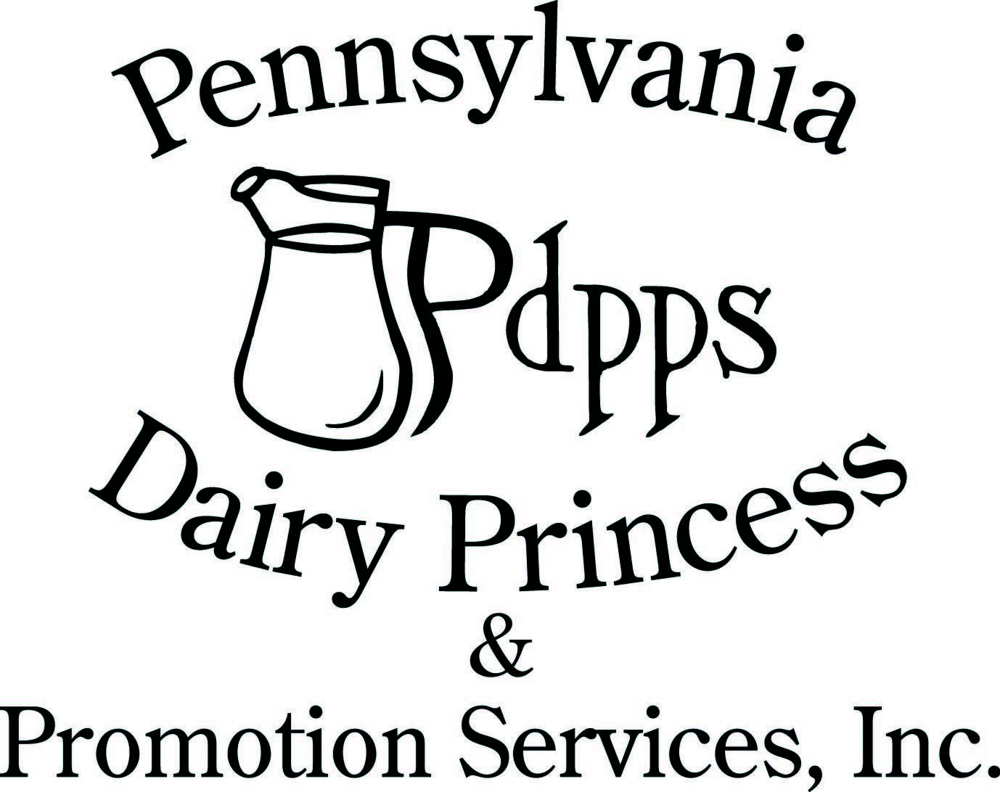 Pennsylvania
Pdpps
Dairy Princess
&
Promotion Services, Inc.